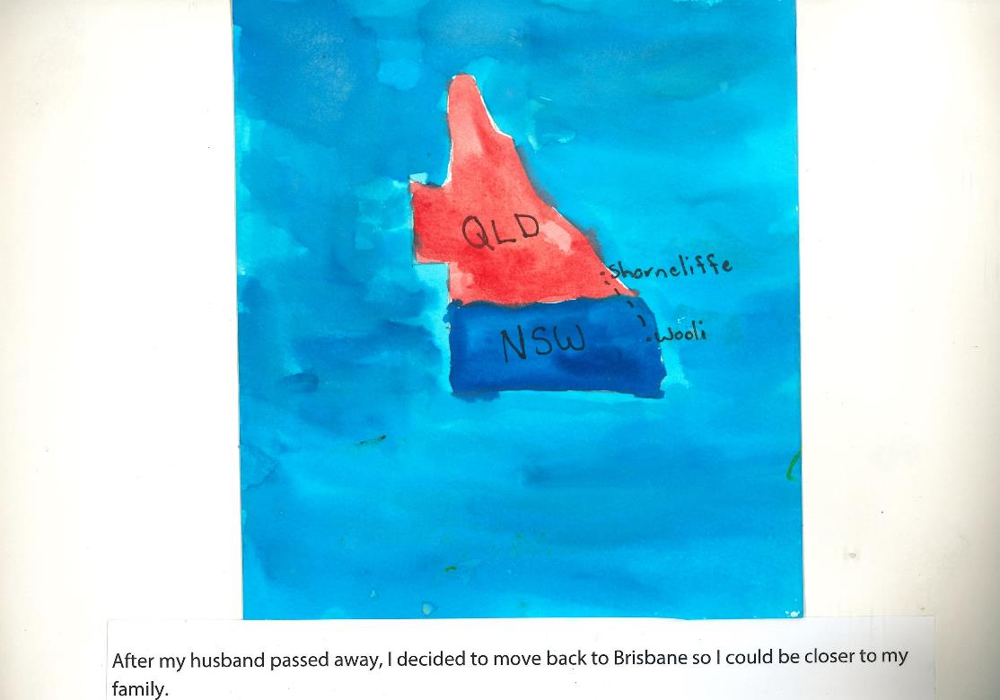 QLD
Shorncliffe
NSW
Wooli
After my husband passed away, I decided to move back to Brisbane so I could be closer to my
family.